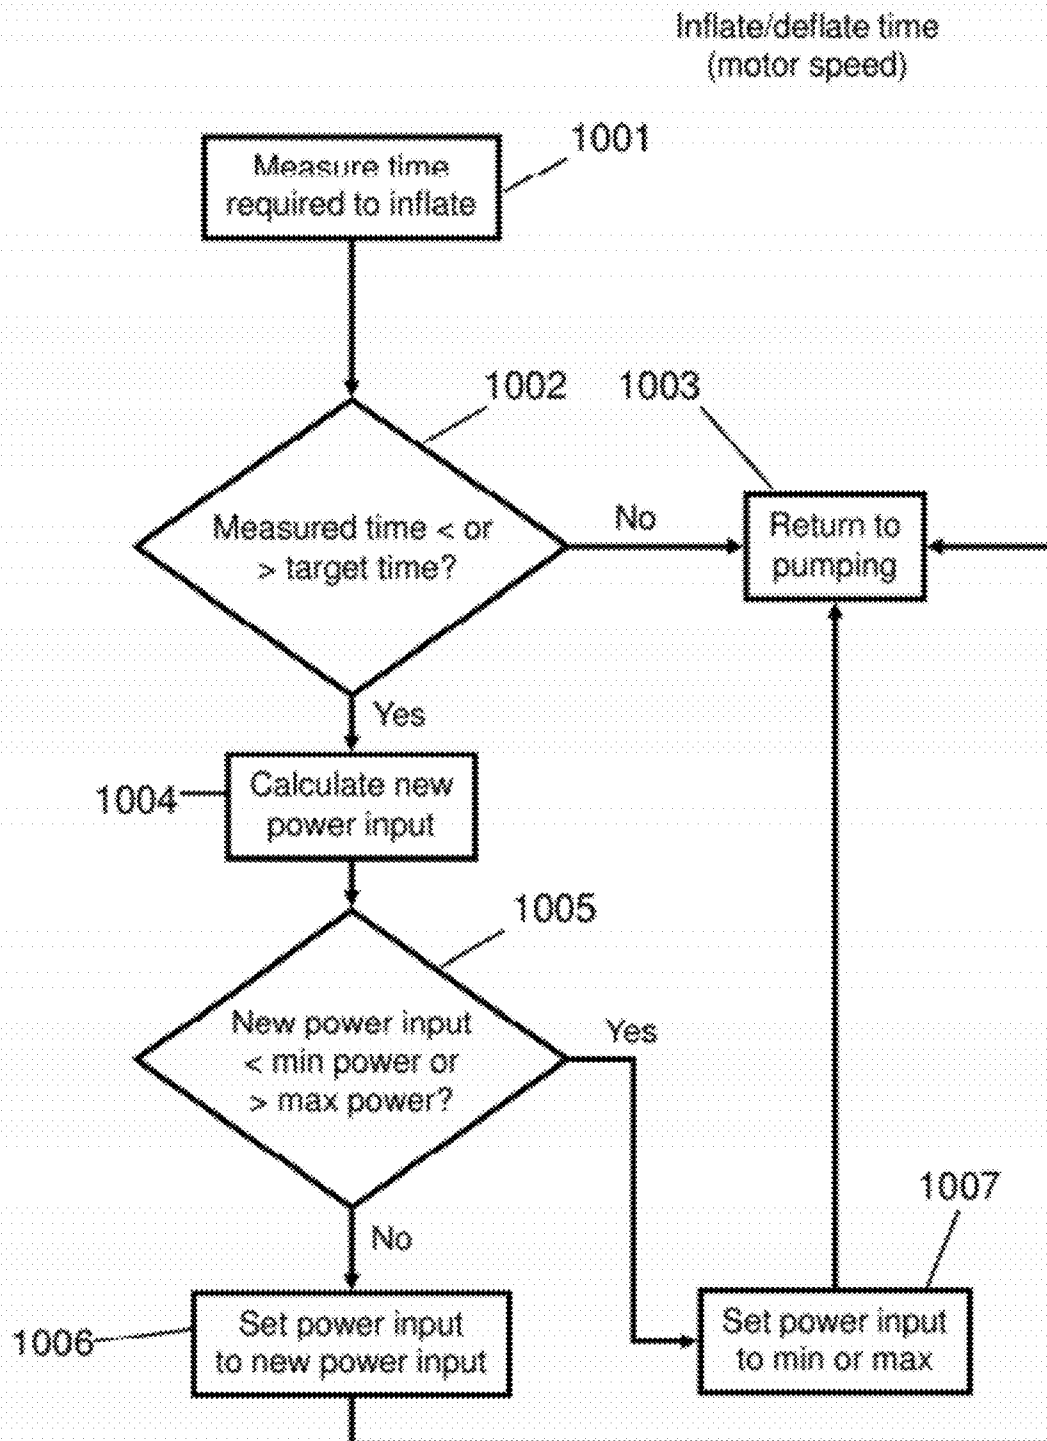 Inflate/deflate time
(motor speed)
1001
Measure time
required to inflate
1002
1003
Measured time < or
> target time?
No
Return to
pumping
Yes
1004
Calculate new
power input
1005
New power input
< min power or
> max power?
Yes
No
1007
1006
Set power input
to new power input
Set power input
to min or max